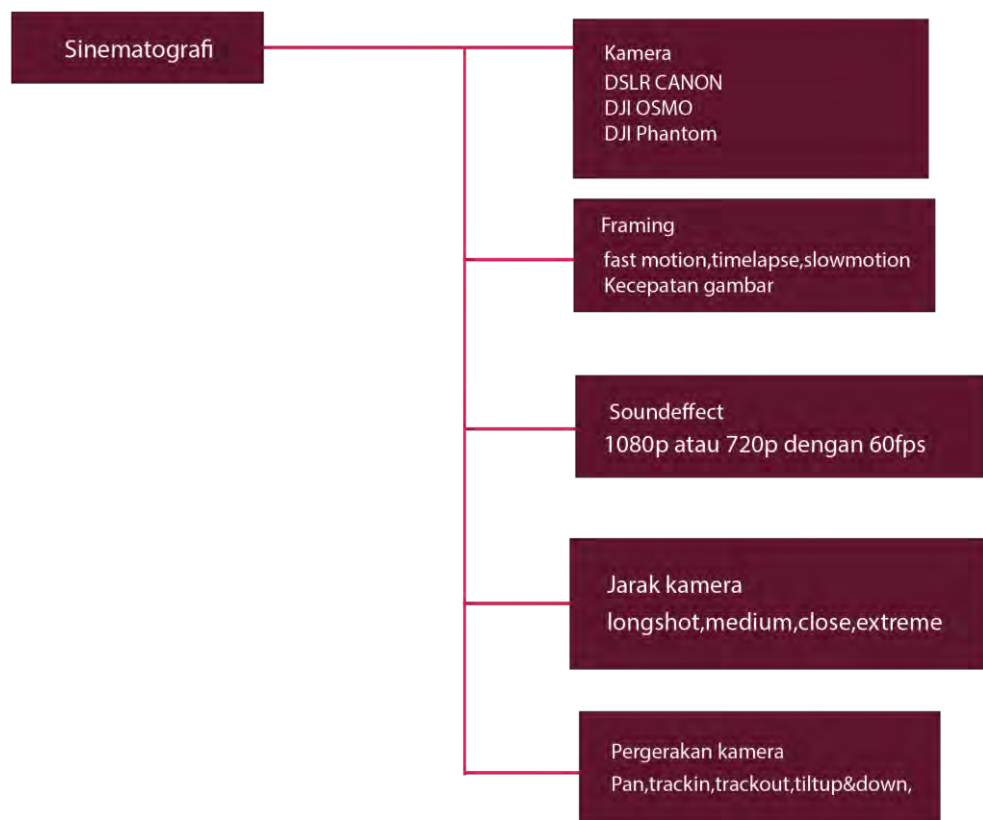 Sinematografi
Kamera
DSLR CANON
DJI OSMO
DJI Phantom
Framing
fast motion,timelapse,slowmotion
Kecepatan gambar
Soundeffect
1080p atau 720p dengan 60fps
Jarak kamera
longshot,medium,close,extreme
Pergerakan kamera
Pan,trackin,trackout,tiltup&down,